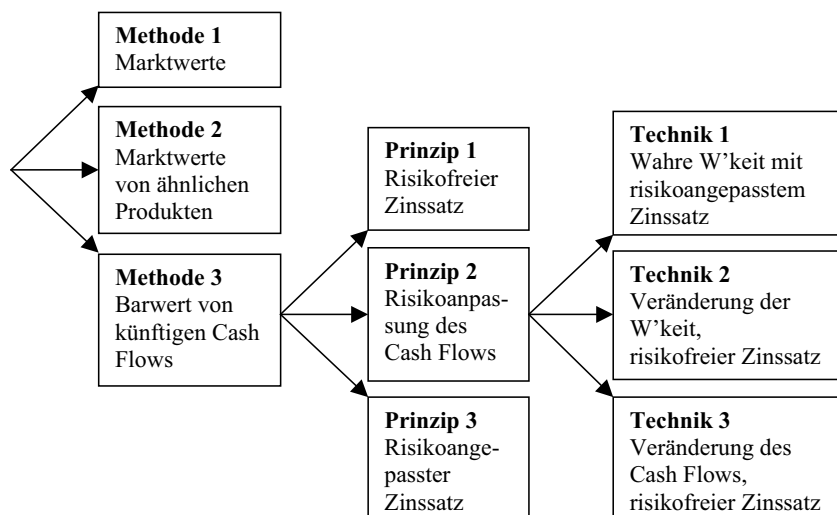 Methode 1
Marktwerte
Methode 2
Marktwerte
von ähnlichen
Produkten
Methode 3
Barwert von
künftigen Cash
Flows
Prinzip 1
Risikofreier
Zinssatz
Prinzip 2
Risikoanpas-
sung des
Cash Flows
Prinzip 3
Risikoange-
passter
Zinssatz
Technik 1
Wahre W’keit mit
risikoangepasstem
Zinssatz
Technik 2
Veränderung der
W’keit,
risikofreier Zinssatz
Technik 3
Veränderung des
Cash Flows,
risikofreier Zinssatz